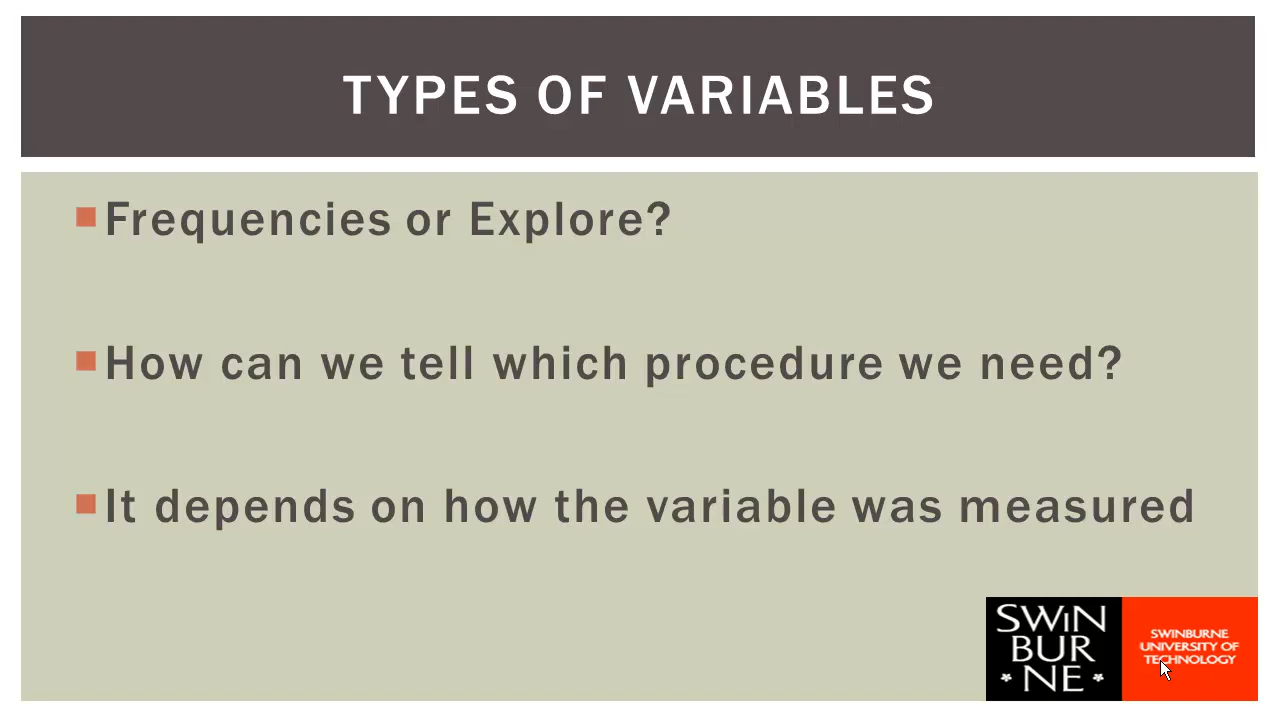 TYPES OF VARIABLES
Frequencies or Explore?
How can we tell which procedure we need?
It depends on how the variable was measured
SWiN
BUR
NE
SWINBURNE
UNIVERSITY OF
TECHNOLOGY